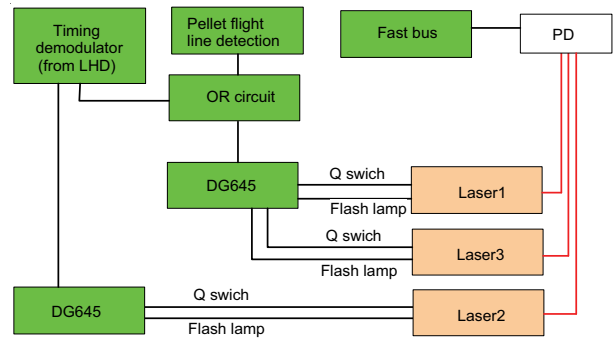 Timing
demodulator
(from LHD)
Pellet flight
line detection
Fast bus
PD
OR circuit
DG645
Q swich
Flash lamp
Laser1
Q swich
Flash lamp
Laser3
DG645
Q swich
Flash lamp
Laser2